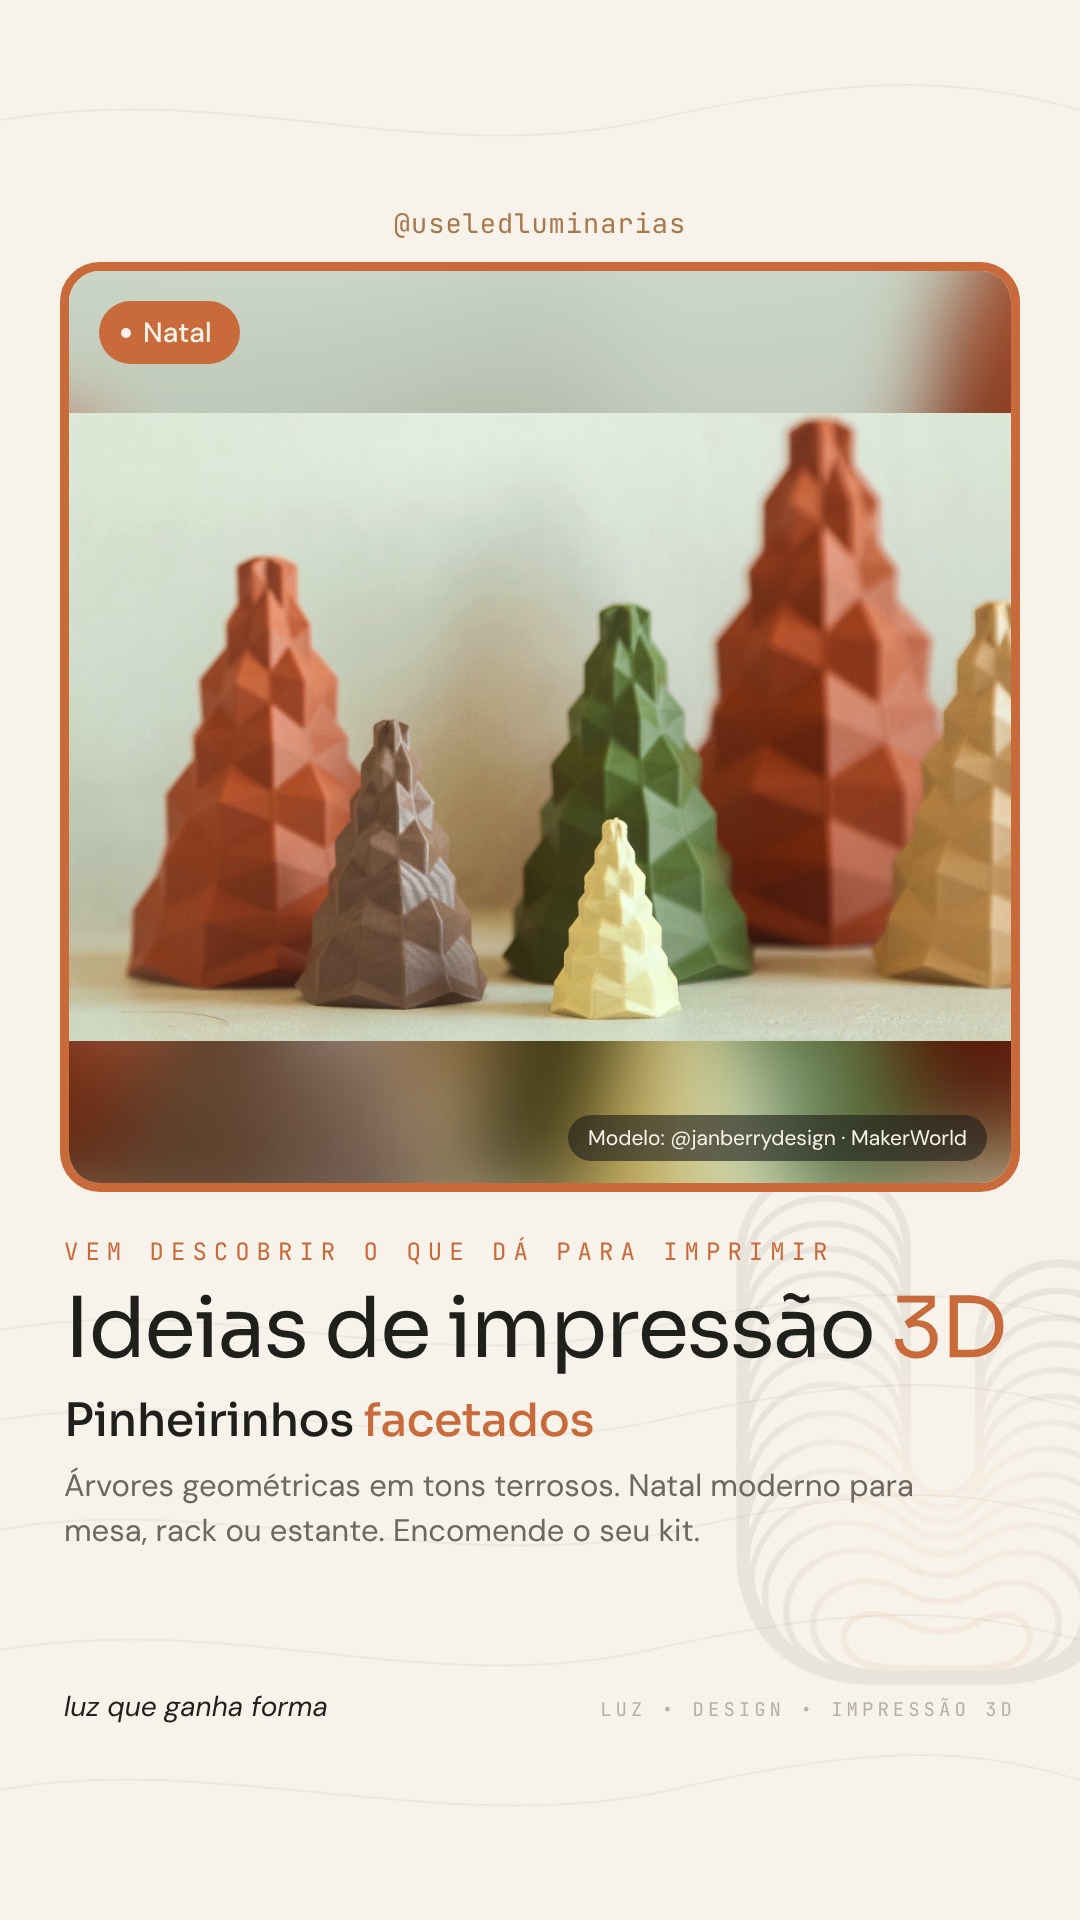 @useledluminarias
Natal
Modelo: @janberrydesign · MakerWorld
VEM DESCOBRIR O QUE DÁ PARA IMPRIMIR
Ideias de impressão 3D
Pinheirinhos facetados
Árvores geométricas em tons terrosos. Natal moderno para
mesa, rack ou estante. Encomende o seu kit.
luz que ganha forma
LUZ • DESIGN • IMPRESSÃO 3D